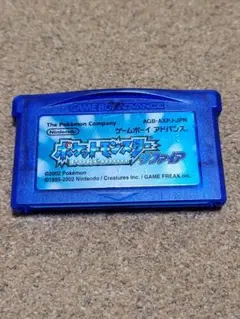 GAME BOY ADVANCE
The Pokémon Company
AGB-AXPJ-JPN
Nintendo
ゲームボーイ アドバンス
ポケットモンスター
サファイア
©2002 Pokémon
©1995-2002 Nintendo / Creatures Inc. / GAME FREAK inc.